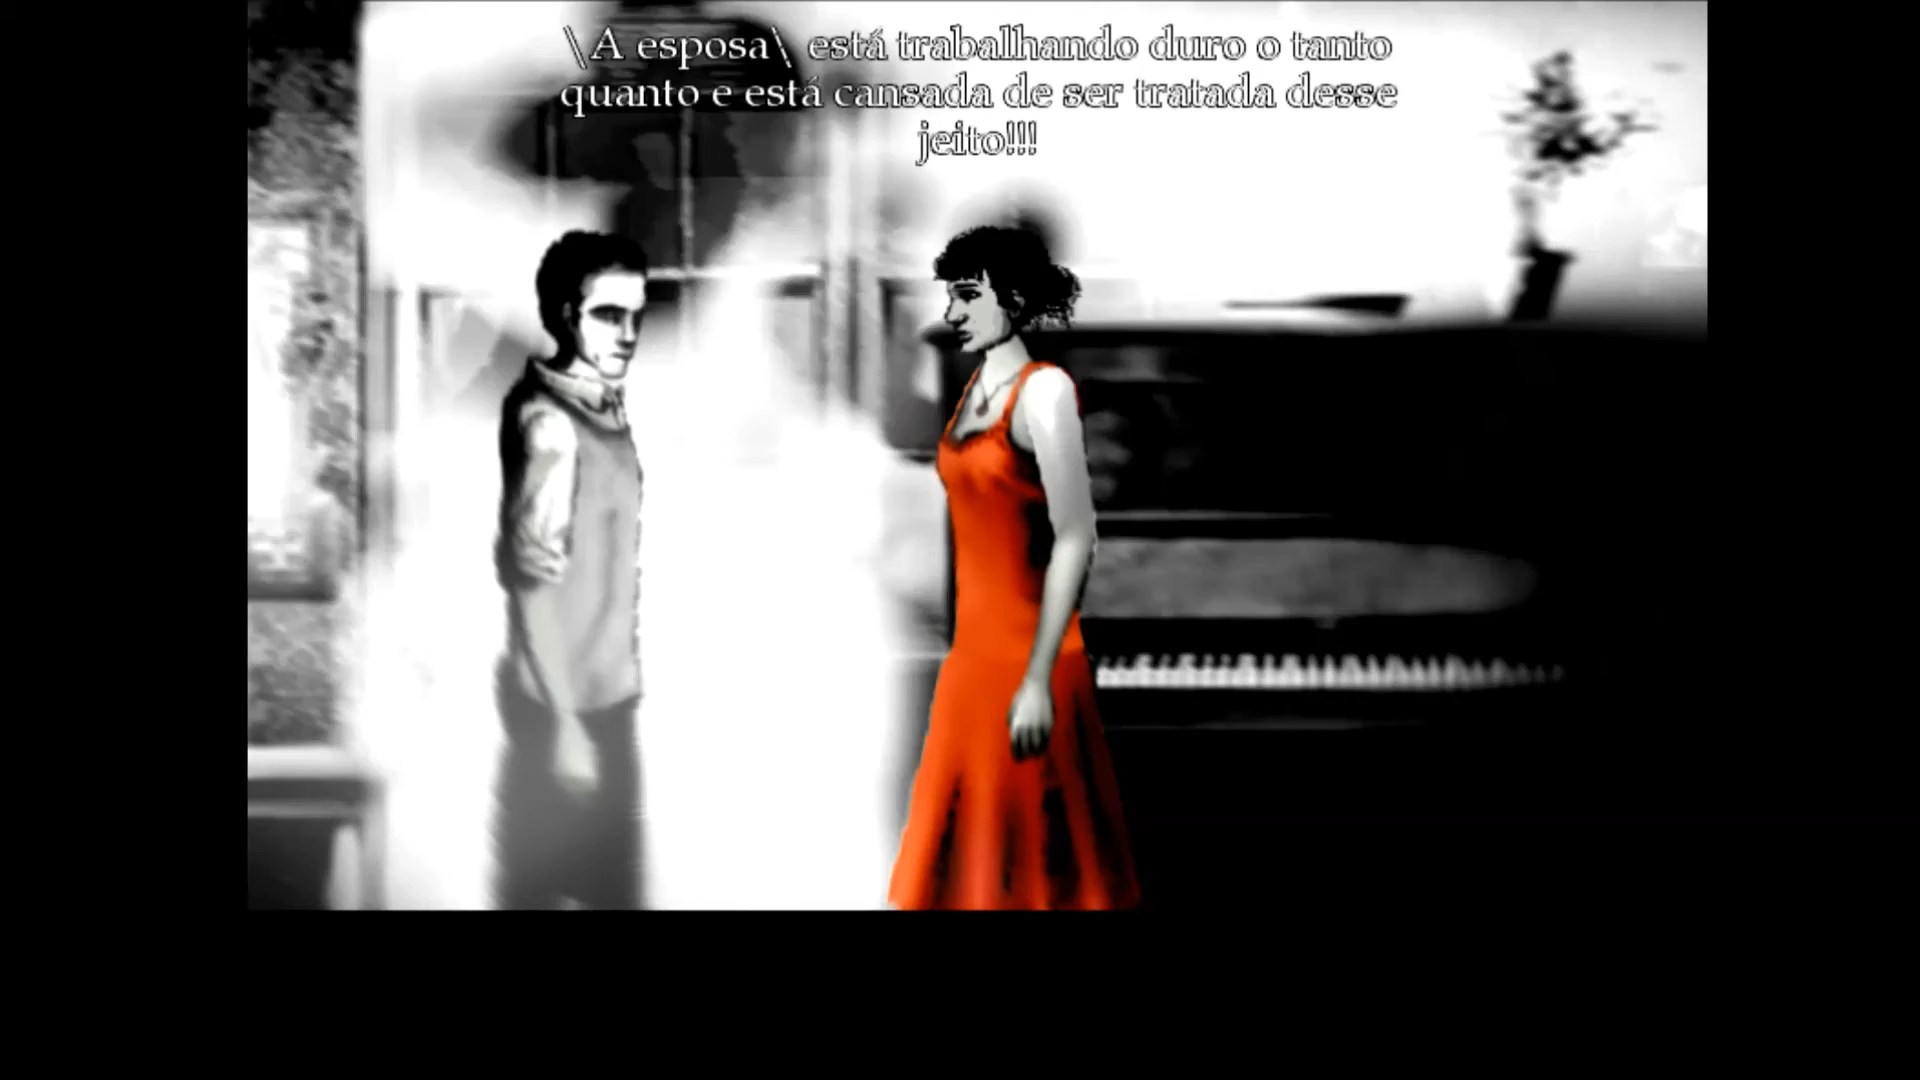 \A esposa\ está trabalhando duro o tanto
quanto e está cansada de ser tratada desse
jeito!!!